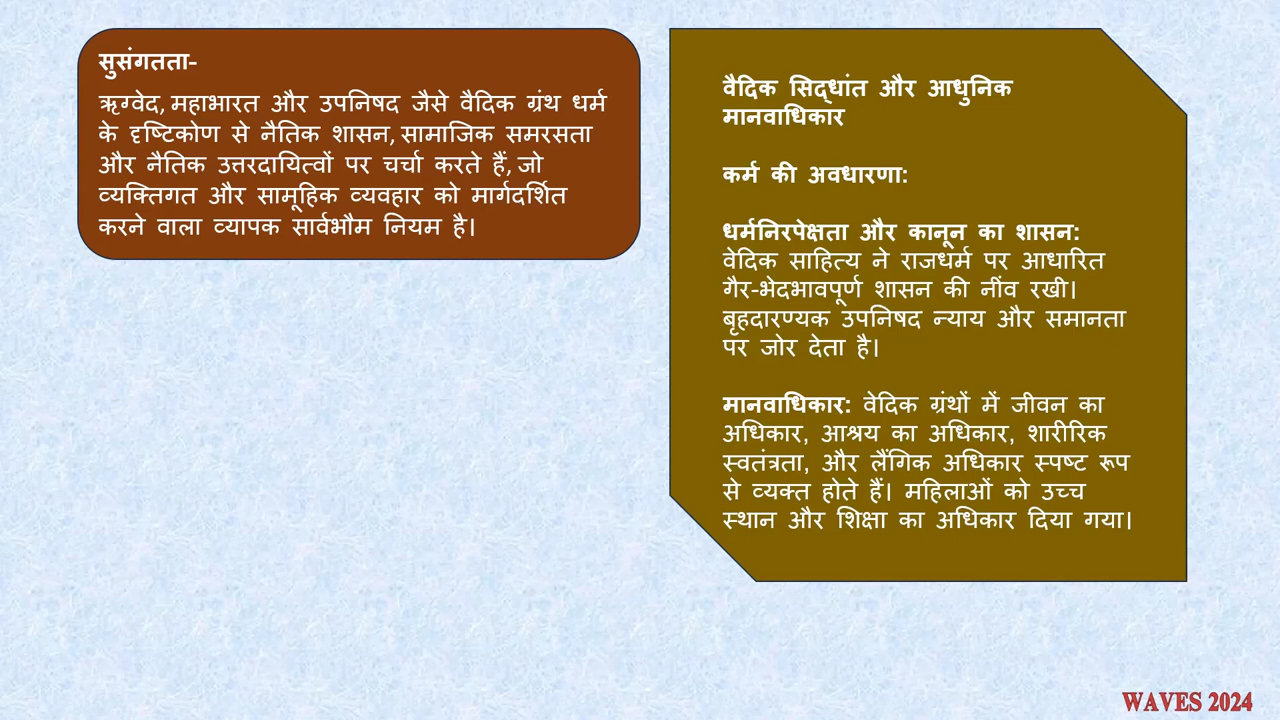 सुसंगतता-
ऋग्वेद, महाभारत और उपनिषद जैसे वैदिक ग्रंथ धर्म
के दृष्टिकोण से नैतिक शासन, सामाजिक समरसता
और नैतिक उत्तरदायित्वों पर चर्चा करते हैं, जो
व्यक्तिगत और सामूहिक व्यवहार को मार्गदर्शित
करने वाला व्यापक सार्वभौम नियम है।
वैदिक सिद्धांत और आधुनिक
मानवाधिकार
कर्म की अवधारणा:
धर्मनिरपेक्षता और कानून का शासन:
वेदिक साहित्य ने राजधर्म पर आधारित
गैर-भेदभावपूर्ण शासन की नींव रखी।
बृहदारण्यक उपनिषद न्याय और समानता
पर जोर देता है।
मानवाधिकार: वेदिक ग्रंथों में जीवन का
अधिकार, आश्रय का अधिकार, शारीरिक
स्वतंत्रता, और लैंगिक अधिकार स्पष्ट रूप
से व्यक्त होते हैं। महिलाओं को उच्च
स्थान और शिक्षा का अधिकार दिया गया।
WAVES 2024